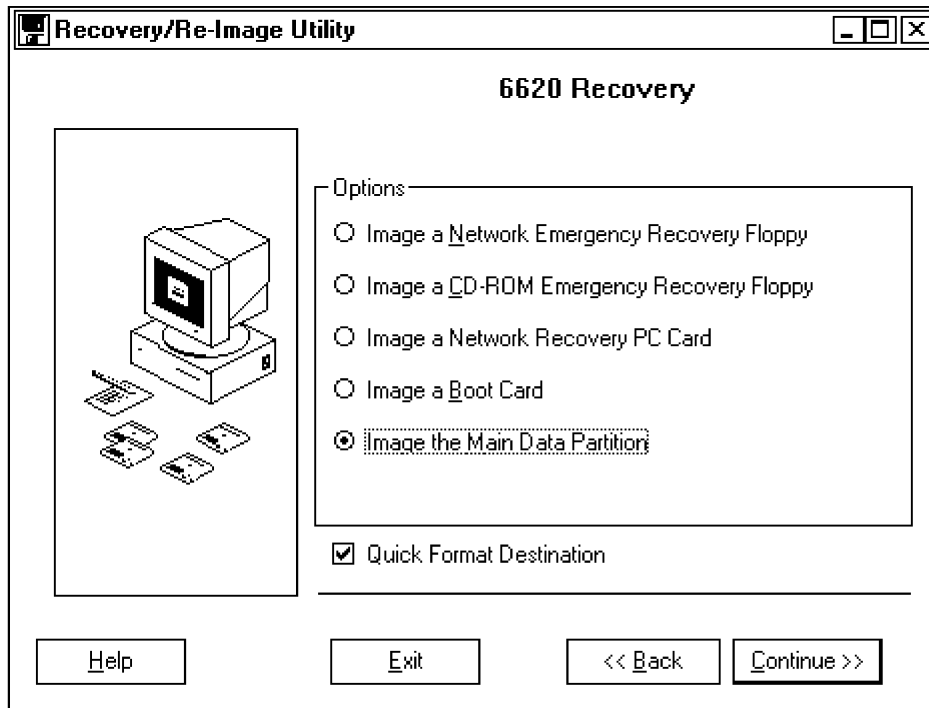 Recovery/Re-Image Utility
6620 Recovery
Options
Image a Network Emergency Recovery Floppy
Image a CD-ROM Emergency Recovery Floppy
Image a Network Recovery PC Card
Image a Boot Card
Image the Main Data Partition
Quick Format Destination
Help
Exit
<< Back
Continue >>